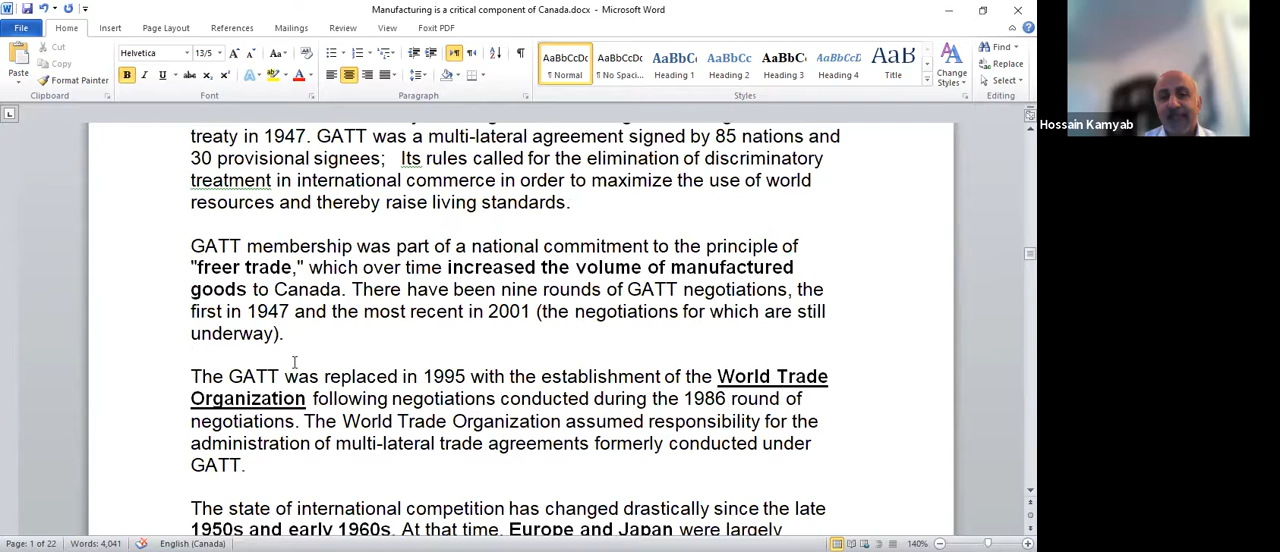 Manufacturing is a critical component of Canada.docx - Microsoft Word
File Home Insert Page Layout References Mailings Review View Foxit PDF
Cut
Copy
Format Painter
Paste
Clipboard
Helvetica 13/5
B I U abc X₂ X²
Font
Paragraph
AaBbCcDc AaBbCcDc AaBbC AaBbCc AaBbC AaBbCc AaB
¶ Normal ¶ No Spaci... Heading 1 Heading 2 Heading 3 Heading 4 Title
Styles
Change
Styles
Find
Replace
Select
Editing
Hossain Kamyab
treaty in 1947. GATT was a multi-lateral agreement signed by 85 nations and
30 provisional signees; Its rules called for the elimination of discriminatory
treatment in international commerce in order to maximize the use of world
resources and thereby raise living standards.
GATT membership was part of a national commitment to the principle of
"freer trade," which over time increased the volume of manufactured
goods to Canada. There have been nine rounds of GATT negotiations, the
first in 1947 and the most recent in 2001 (the negotiations for which are still
underway).
The GATT was replaced in 1995 with the establishment of the World Trade
Organization following negotiations conducted during the 1986 round of
negotiations. The World Trade Organization assumed responsibility for the
administration of multi-lateral trade agreements formerly conducted under
GATT.
The state of international competition has changed drastically since the late
1950s and early 1960s. At that time, Europe and Japan were largely
Page: 1 of 22 Words: 4,041 English (Canada) 140%